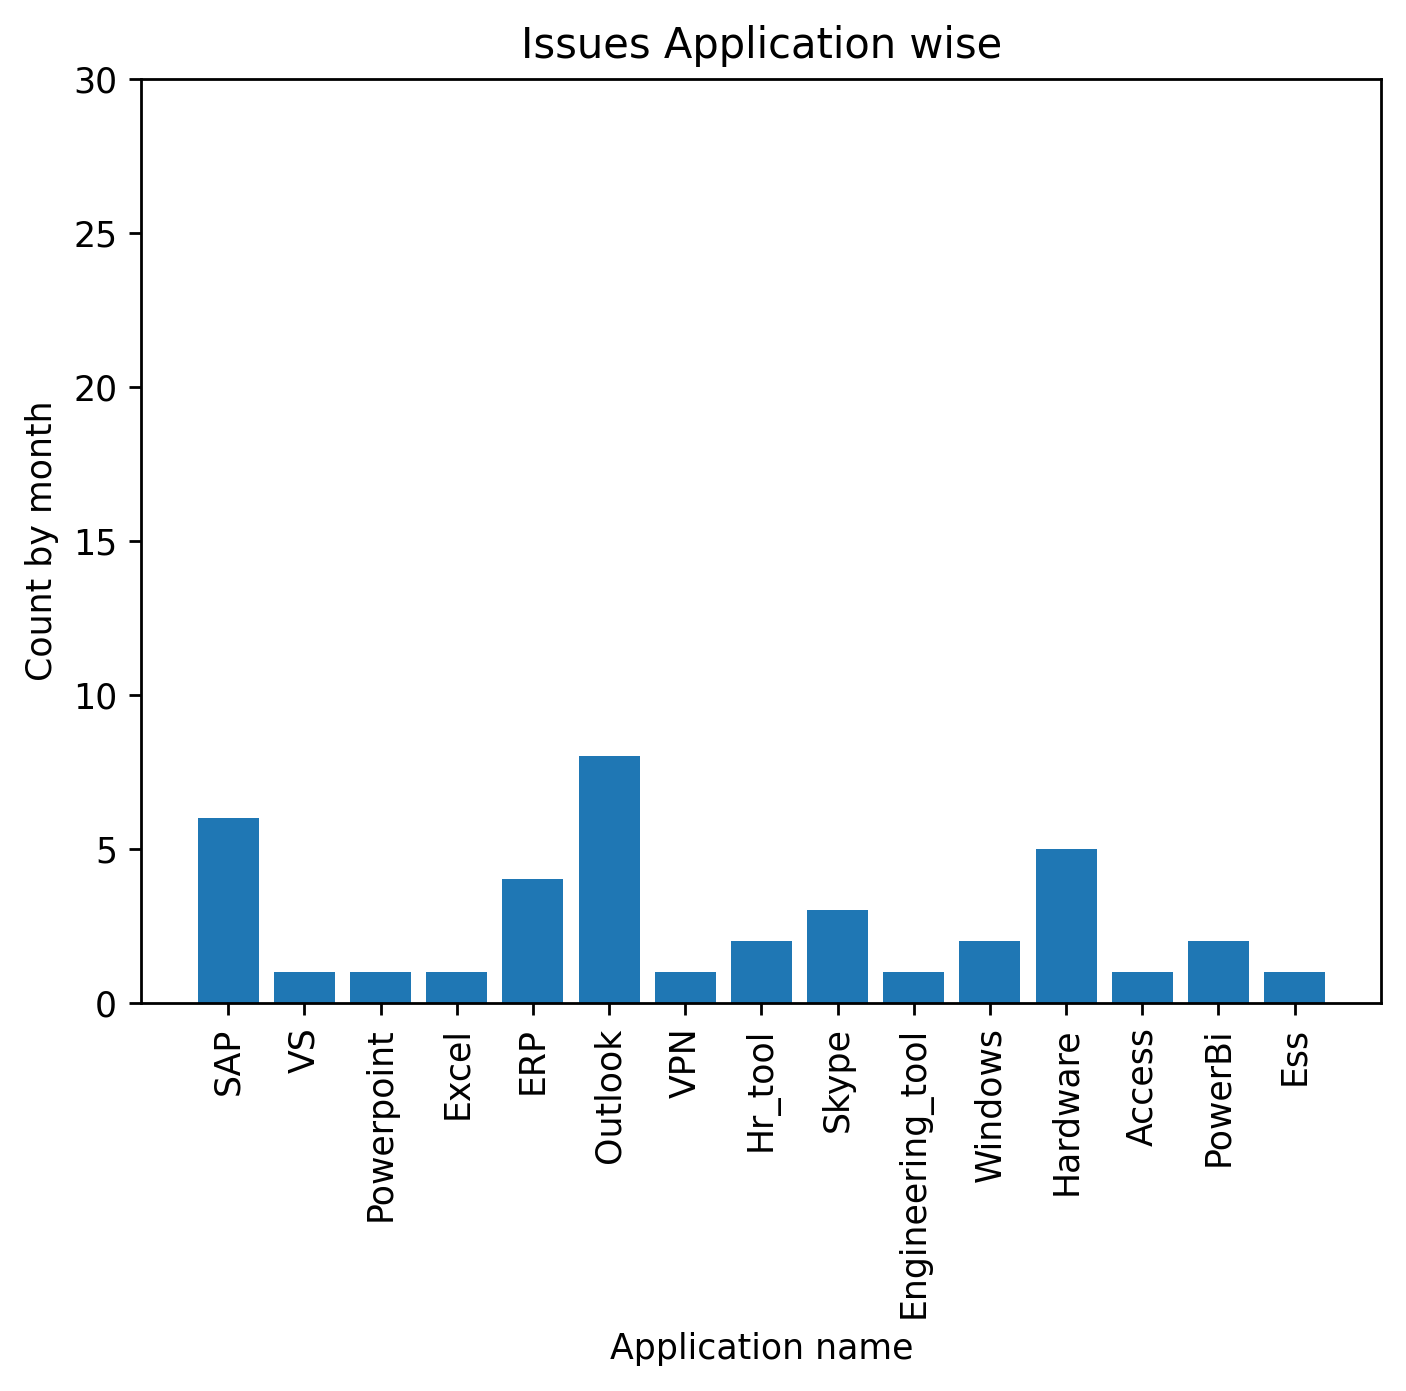 Issues Application wise
30
25
20
15
10
5
0
Count by month
SAP
VS
Powerpoint
Excel
ERP
Outlook
VPN
Hr_tool
Skype
Engineering_tool
Windows
Hardware
Access
PowerBi
Ess
Application name